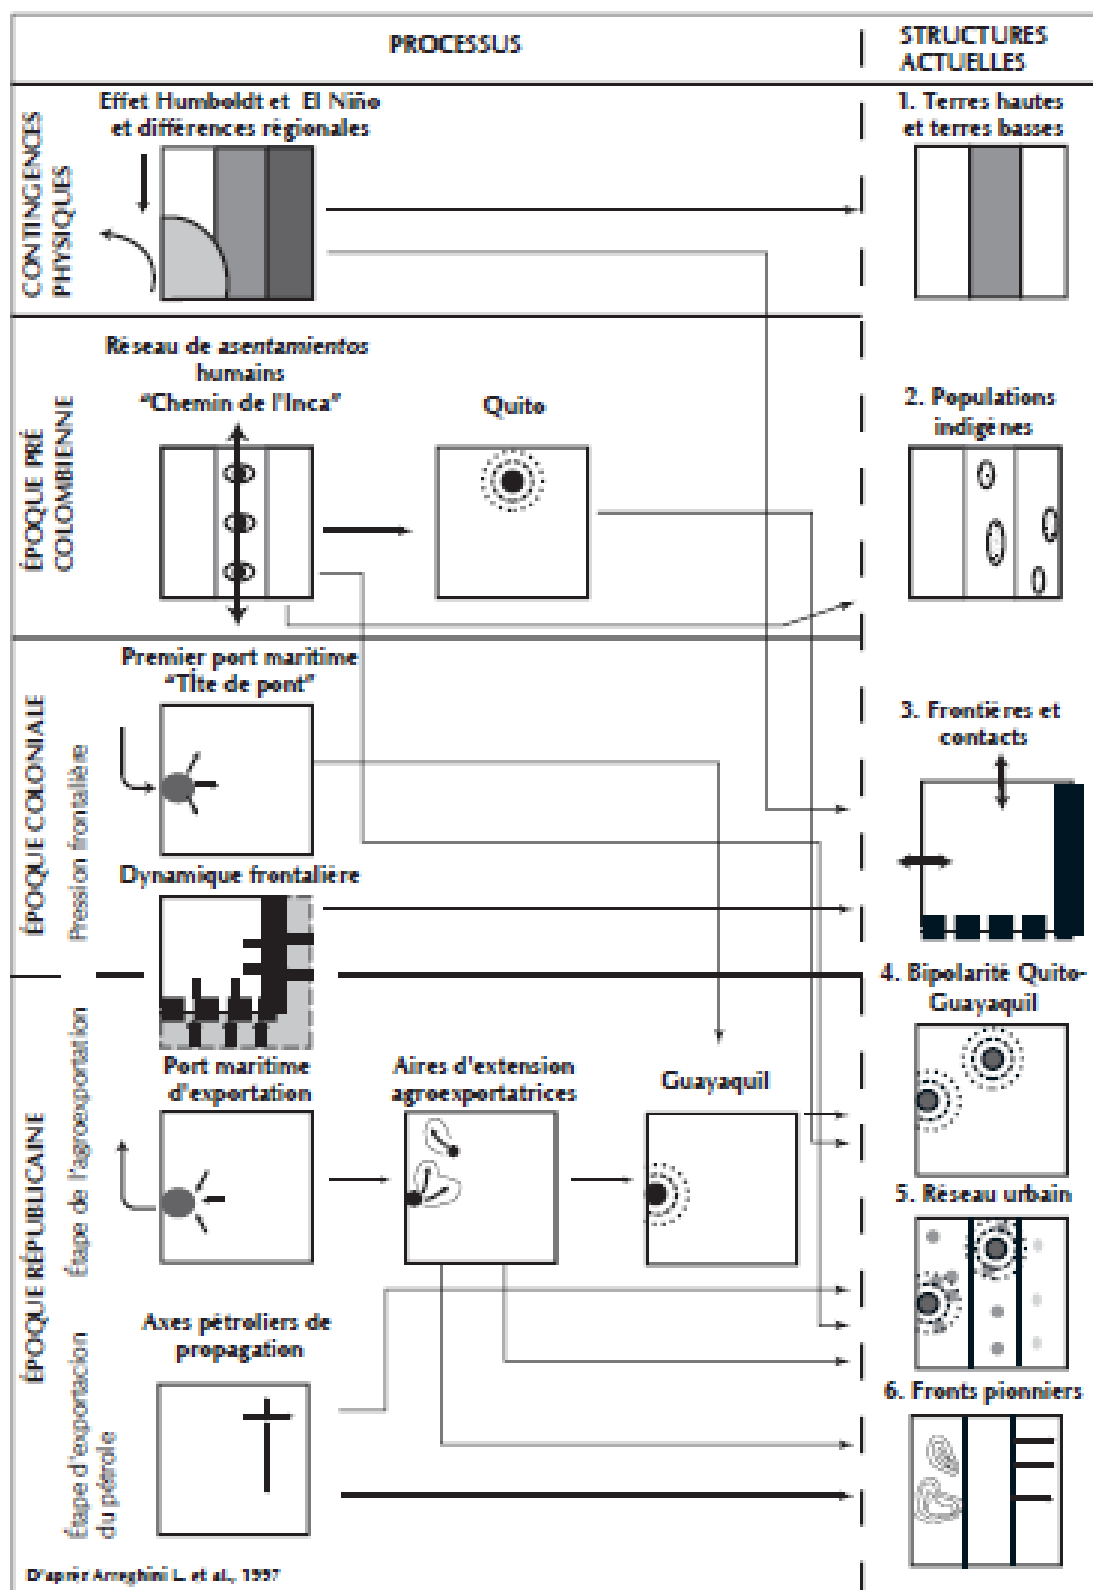 PROCESSUS
STRUCTURES
ACTUELLES
CONTINGENCES
PHYSIQUES
Effet Humboldt et El Niño
et différences régionales
1. Terres hautes
et terres basses
ÉPOQUE PRÉ
COLOMBIENNE
Réseau de asentamientos
humains
"Chemin de l'Inca"
Quito
2. Populations
indigènes
ÉPOQUE COLONIALE
Pression frontalière
Premier port maritime
"Tîte de pont"
3. Frontières et
contacts
Dynamique frontalière
4. Bipolarité Quito-
Guayaquil
ÉPOQUE RÉPUBLICAINE
Étape de l'agroexportation
Port maritime
d'exportation
Aires d'extension
agroexportatrices
Guayaquil
5. Réseau urbain
Étape d'exportacion
du pétrole
Axes pétroliers de
propagation
6. Fronts pionniers
D'après Arreghini L. et al., 1997